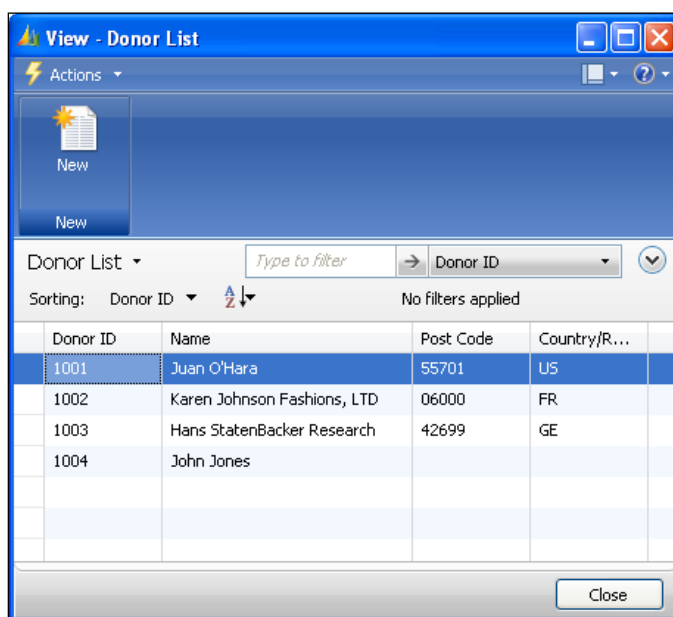 View - Donor List
Actions
New
New
Donor List Type to filter Donor ID
Sorting: Donor ID A Z No filters applied
Donor ID Name Post Code Country/R...
1001 Juan O'Hara 55701 US
1002 Karen Johnson Fashions, LTD 06000 FR
1003 Hans StatenBacker Research 42699 GE
1004 John Jones
Close